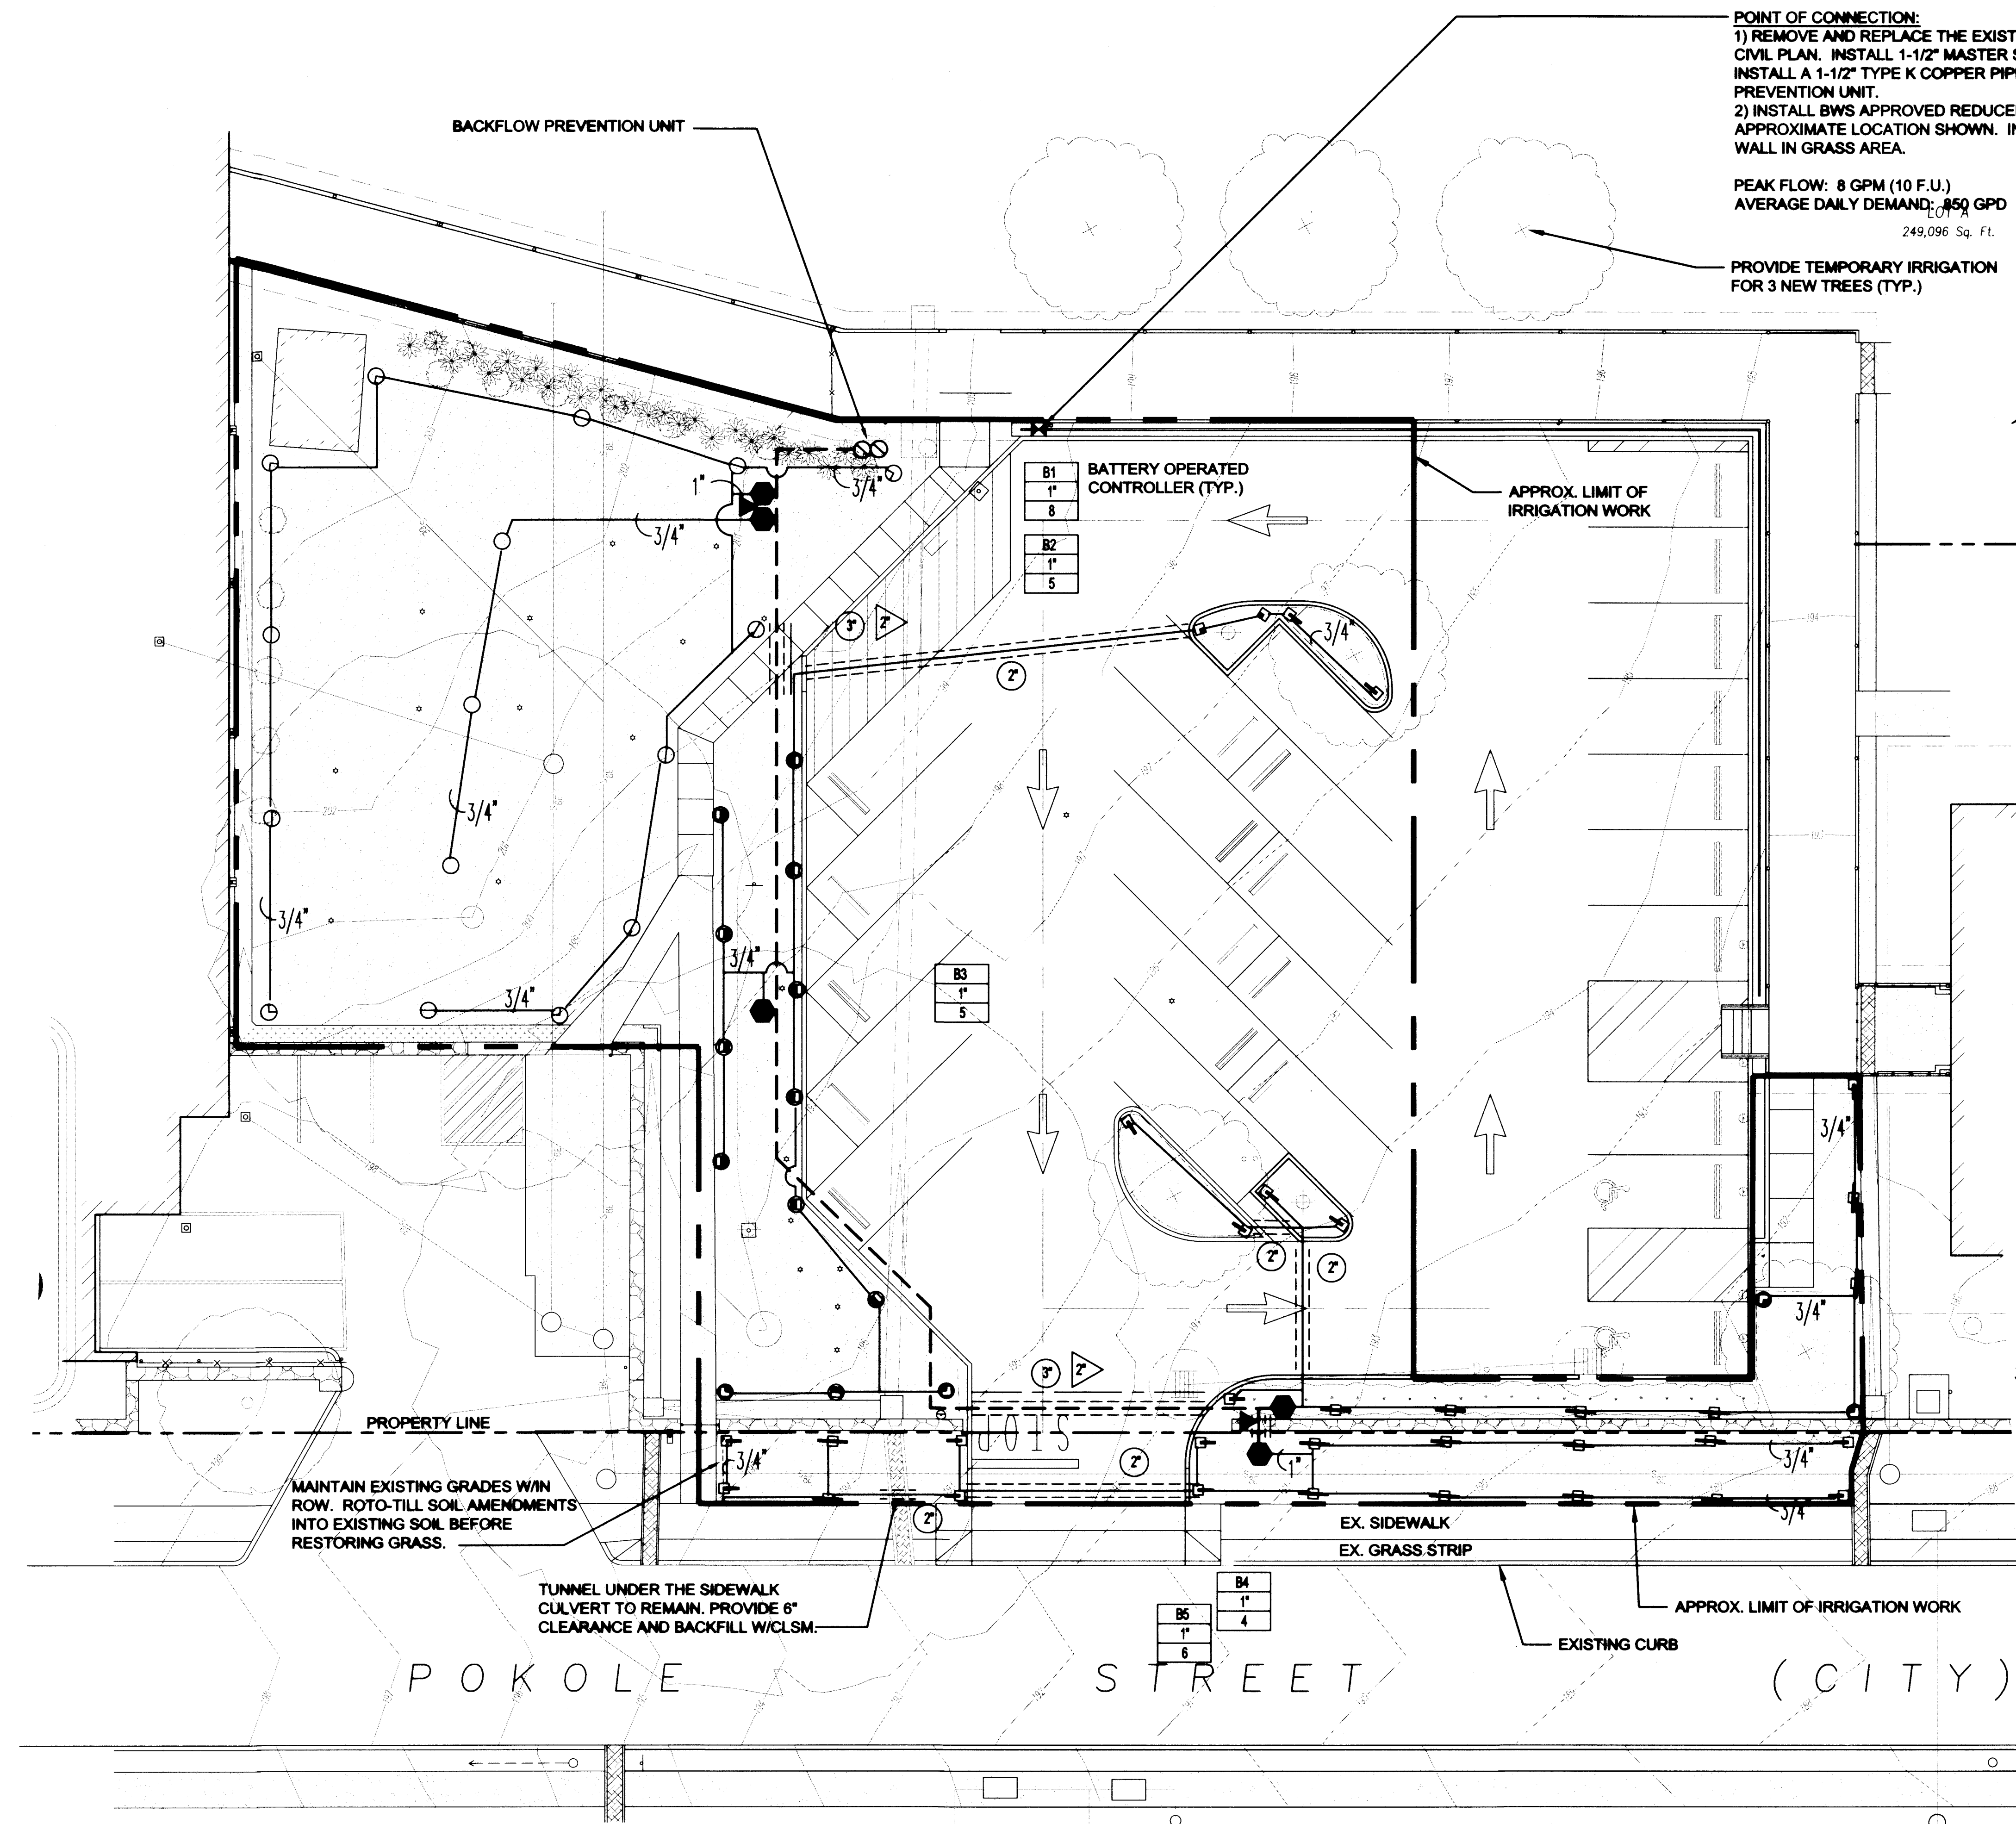 POINT OF CONNECTION:
1) REMOVE AND REPLACE THE EXIST
CIVIL PLAN. INSTALL 1-1/2" MASTER S
INSTALL A 1-1/2" TYPE K COPPER PIP
PREVENTION UNIT.
2) INSTALL BWS APPROVED REDUCE
APPROXIMATE LOCATION SHOWN. IN
WALL IN GRASS AREA.
PEAK FLOW: 8 GPM (10 F.U.)
AVERAGE DAILY DEMAND: 850 GPD
LOT A
249,096 Sq. Ft.
BACKFLOW PREVENTION UNIT
PROVIDE TEMPORARY IRRIGATION
FOR 3 NEW TREES (TYP.)
B1
1"
8
BATTERY OPERATED
CONTROLLER (TYP.)
B2
1"
5
APPROX. LIMIT OF
IRRIGATION WORK
1"
3/4"
3/4"
3"
2"
3/4"
2"
3/4"
3/4"
3/4"
B3
1"
5
3/4"
3/4"
2"
2"
3/4"
3"
2"
PROPERTY LINE
STOP
3/4"
2"
1"
3/4"
MAINTAIN EXISTING GRADES W/IN
ROW. ROTO-TILL SOIL AMENDMENTS
INTO EXISTING SOIL BEFORE
RESTORING GRASS.
2"
3/4
EX. SIDEWALK
EX. GRASS STRIP
TUNNEL UNDER THE SIDEWALK
CULVERT TO REMAIN. PROVIDE 6"
CLEARANCE AND BACKFILL W/CLSM.
B4
1"
4
B5
1"
6
APPROX. LIMIT OF IRRIGATION WORK
EXISTING CURB
POKOLE STREET (CITY)